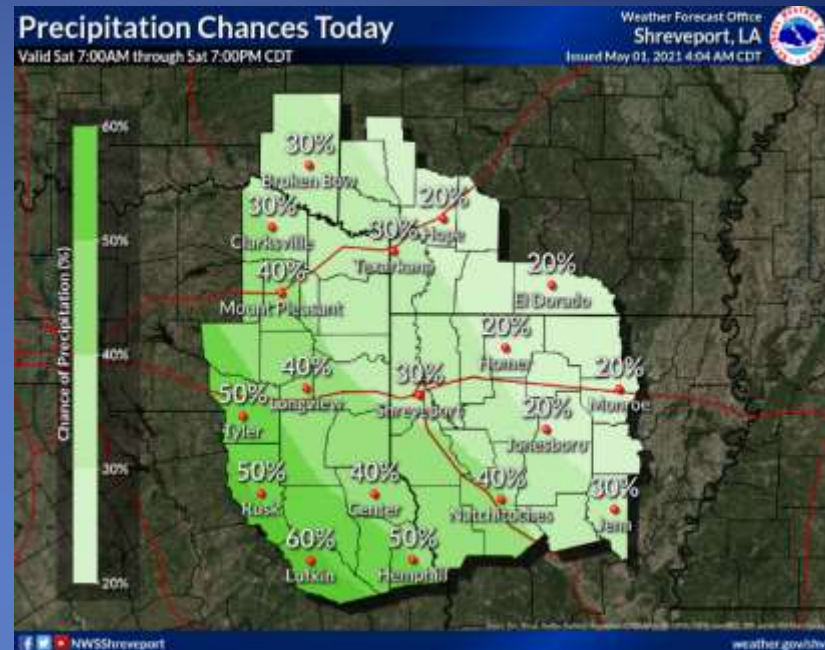 Precipitation Chances Today
Valid Sat 7:00AM through Sat 7:00PM CDT
Weather Forecast Office
Shreveport, LA
Issued May 01, 2021 4:04 AM CDT
60%
50%
40%
30%
20%
Chance of Precipitation (%)
30%
Broken Bow
20%
Hope
30%
Clarksville
30%
Texarkana
40%
Mount Pleasant
20%
El Dorado
20%
Homer
40%
Longview
30%
Shreveport
20%
Monroe
50%
Tyler
20%
Jonesboro
50%
Rusk
40%
Center
40%
Natchitoches
30%
Jena
60%
Lufkin
50%
Hemphill
NWSShreveport
weather.gov/shv